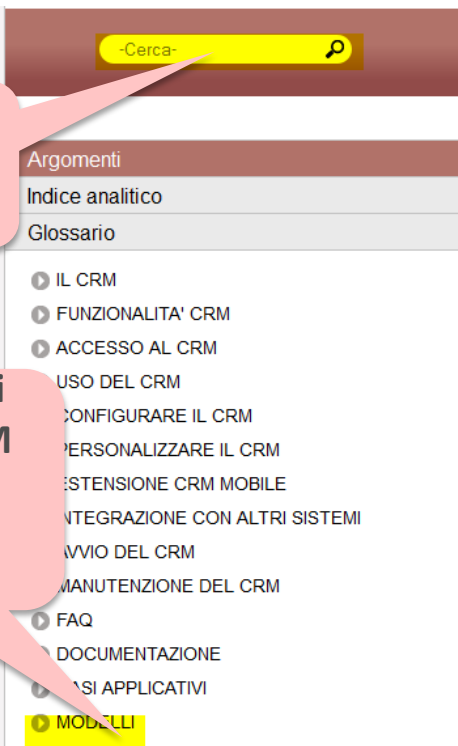 -Cerca-
Argomenti
Indice analitico
Glossario
IL CRM
FUNZIONALITA' CRM
ACCESSO AL CRM
i
USO DEL CRM
CONFIGURARE IL CRM
M
PERSONALIZZARE IL CRM
ESTENSIONE CRM MOBILE
INTEGRAZIONE CON ALTRI SISTEMI
AVVIO DEL CRM
MANUTENZIONE DEL CRM
FAQ
DOCUMENTAZIONE
CASI APPLICATIVI
MODELLI